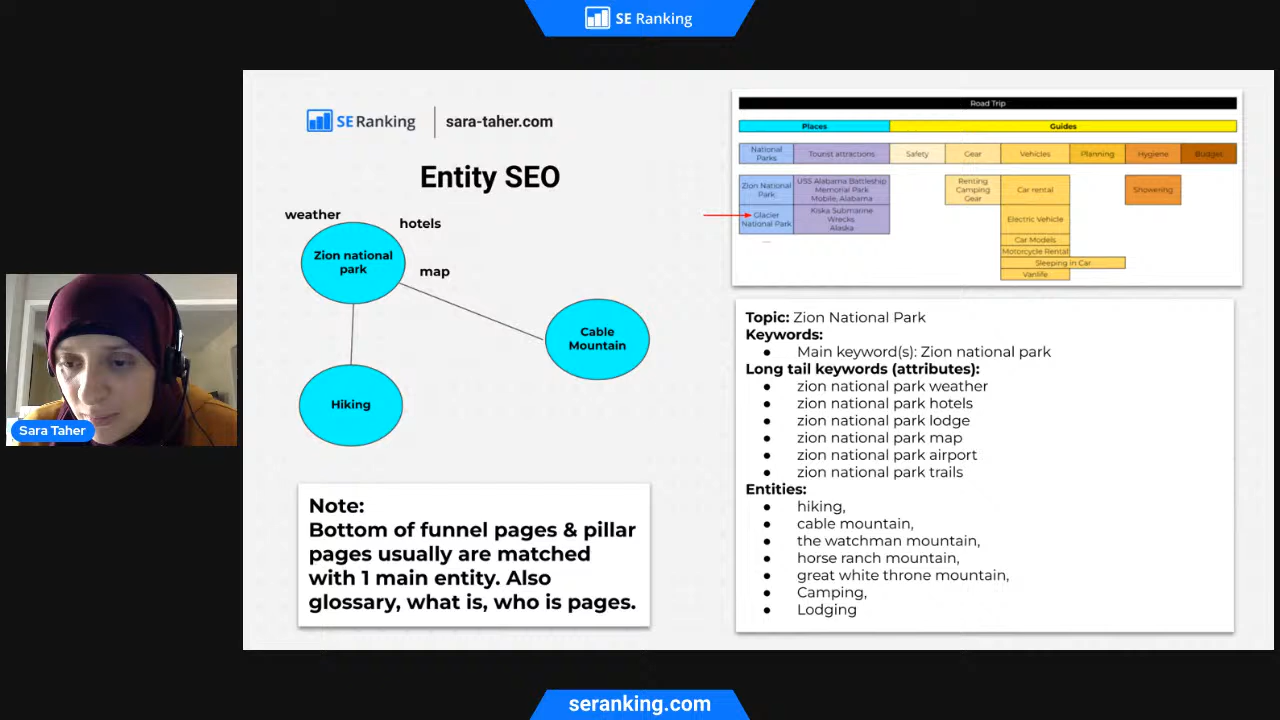 SE Ranking
SE Ranking
sara-taher.com
Entity SEO
weather
hotels
Zion national
park
map
Cable
Mountain
Hiking
Note:
Bottom of funnel pages & pillar
pages usually are matched
with 1 main entity. Also
glossary, what is, who is pages.
Road Trip
Places
Guides
National
Parks
Tourist attractions
Safety
Gear
Vehicles
Planning
Hygiene
Budget
Zion National
Park
USS Alabama Battleship
Memorial Park
Mobile, Alabama
Renting
Camping
Gear
Car rental
Showering
Glacier
National Park
Kiska Submarine
Wrecks
Alaska
Electric Vehicle
Car Models
Motorcycle Rental
Sleeping In Car
Vanlife
Topic: Zion National Park
Keywords:
● Main keyword(s): Zion national park
Long tail keywords (attributes):
● zion national park weather
● zion national park hotels
● zion national park lodge
● zion national park map
● zion national park airport
● zion national park trails
Entities:
● hiking,
● cable mountain,
● the watchman mountain,
● horse ranch mountain,
● great white throne mountain,
● Camping,
● Lodging
Sara Taher
seranking.com